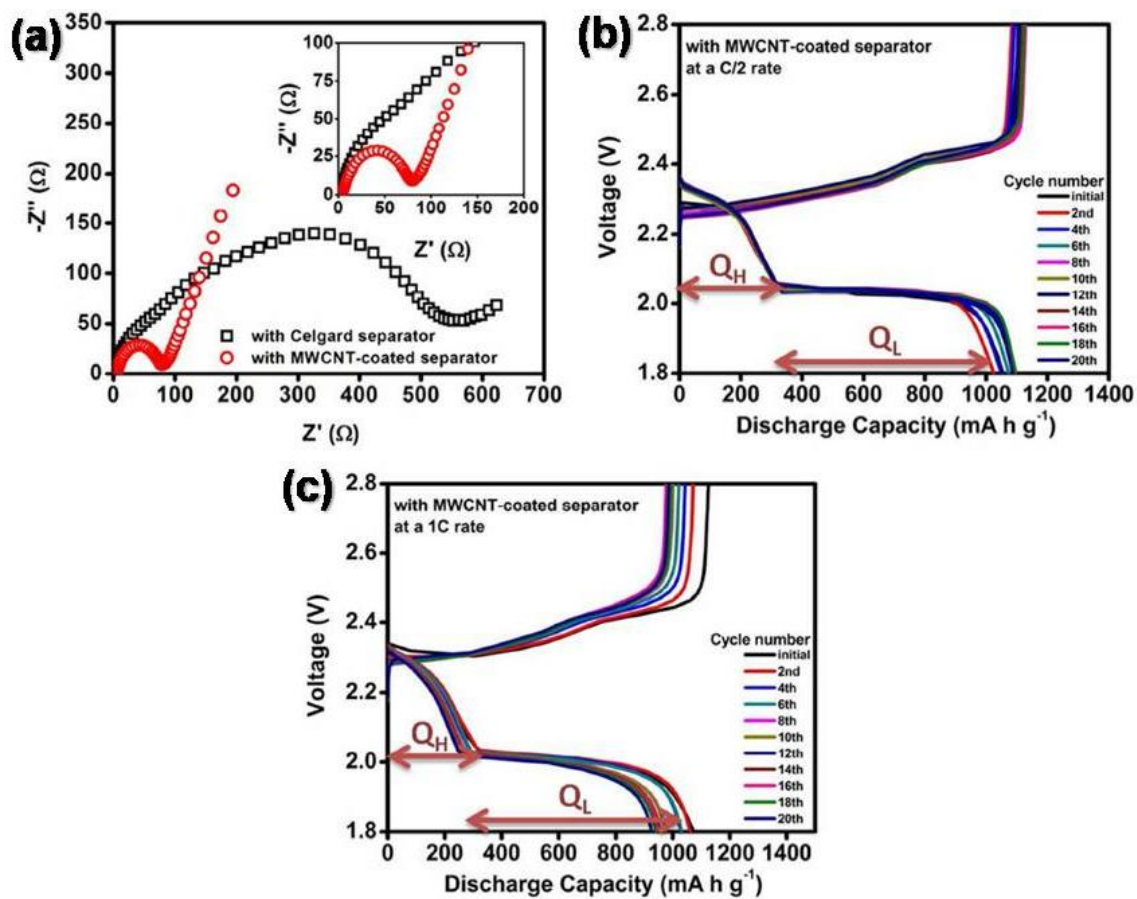 (a)
350
300
250
200
150
100
50
0
-Z'' (Ω)
0 100 200 300 400 500 600 700
Z' (Ω)
with Celgard separator
with MWCNT-coated separator
100
75
50
25
0
-Z'' (Ω)
0 50 100 150 200
Z' (Ω)
(b)
with MWCNT-coated separator
at a C/2 rate
2.8
2.6
2.4
2.2
2.0
1.8
Voltage (V)
Cycle number
initial
2nd
4th
6th
8th
10th
12th
14th
16th
18th
20th
QH
QL
0 200 400 600 800 1000 1200 1400
Discharge Capacity (mA h g-1)
(c)
with MWCNT-coated separator
at a 1C rate
2.8
2.6
2.4
2.2
2.0
1.8
Voltage (V)
Cycle number
initial
2nd
4th
6th
8th
10th
12th
14th
16th
18th
20th
QH
QL
0 200 400 600 800 1000 1200 1400
Discharge Capacity (mA h g-1)